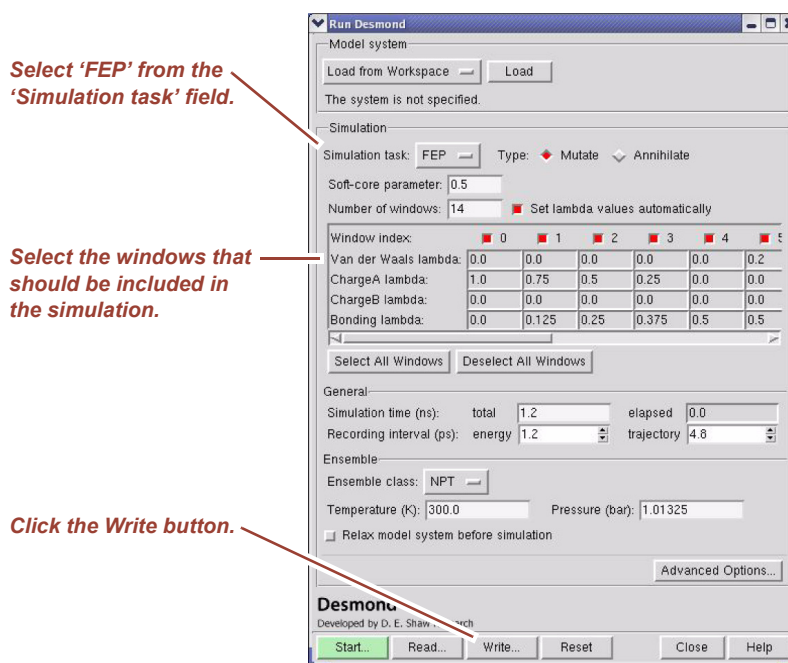 Run Desmond
Model system
Load from Workspace Load
The system is not specified.
Select 'FEP' from the
'Simulation task' field.
Simulation
Simulation task: FEP Type: Mutate Annihilate
Soft-core parameter: 0.5
Number of windows: 14 Set lambda values automatically
Window index: 0 1 2 3 4 5
Van der Waals lambda: 0.0 0.0 0.0 0.0 0.0 0.2
ChargeA lambda: 1.0 0.75 0.5 0.25 0.0 0.0
ChargeB lambda: 0.0 0.0 0.0 0.0 0.0 0.0
Bonding lambda: 0.0 0.125 0.25 0.375 0.5 0.5
Select the windows that
should be included in
the simulation.
Select All Windows Deselect All Windows
General
Simulation time (ns): total 1.2 elapsed 0.0
Recording interval (ps): energy 1.2 trajectory 4.8
Ensemble
Ensemble class: NPT
Temperature (K): 300.0 Pressure (bar): 1.01325
Relax model system before simulation
Click the Write button.
Advanced Options...
Desmond
Developed by D. E. Shaw Research
Start... Read... Write... Reset Close Help